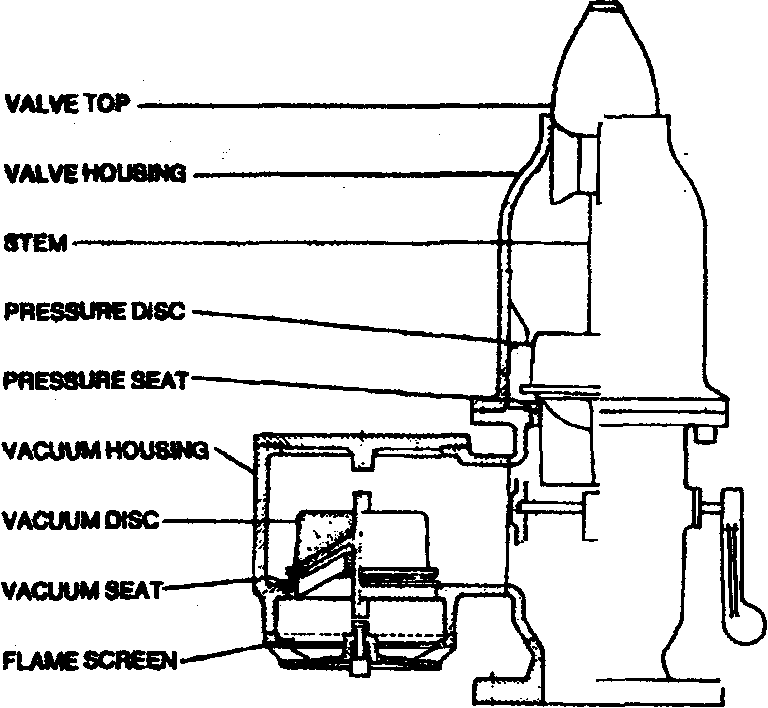 VALVE TOP
VALVE HOUSING
STEM
PRESSURE DISC
PRESSURE SEAT
VACUUM HOUSING
VACUUM DISC
VACUUM SEAT
FLAME SCREEN